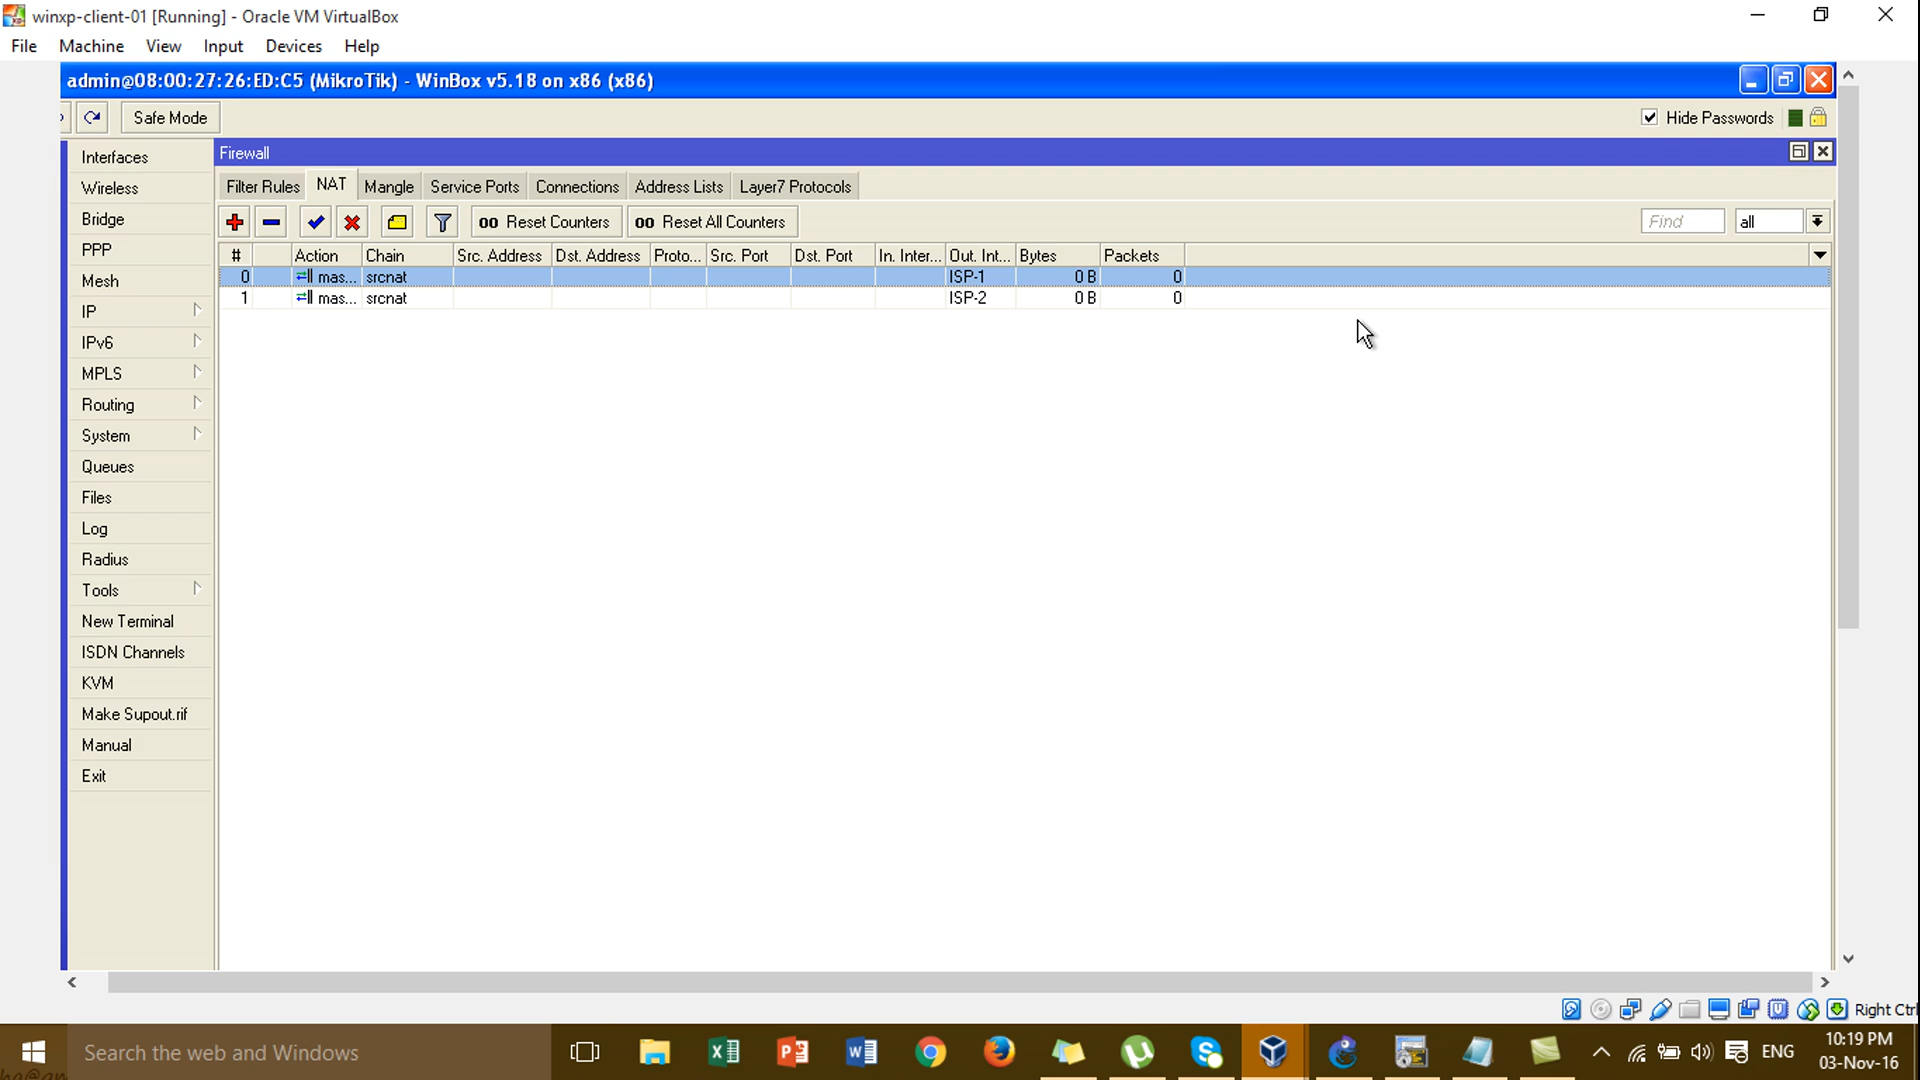 winxp-client-01 [Running] - Oracle VM VirtualBox
File Machine View Input Devices Help
admin@08:00:27:26:ED:C5 (MikroTik) - WinBox v5.18 on x86 (x86)
Safe Mode Hide Passwords
Firewall
Filter Rules NAT Mangle Service Ports Connections Address Lists Layer7 Protocols
00 Reset Counters 00 Reset All Counters Find all
# Action Chain Src. Address Dst. Address Proto... Src. Port Dst. Port In. Inter... Out. Int... Bytes Packets
0 mas... srcnat ISP-1 0 B 0
1 mas... srcnat ISP-2 0 B 0
Interfaces
Wireless
Bridge
PPP
Mesh
IP
IPv6
MPLS
Routing
System
Queues
Files
Log
Radius
Tools
New Terminal
ISDN Channels
KVM
Make Supout.rif
Manual
Exit
Right Ctrl
Search the web and Windows
ENG
10:19 PM
03-Nov-16